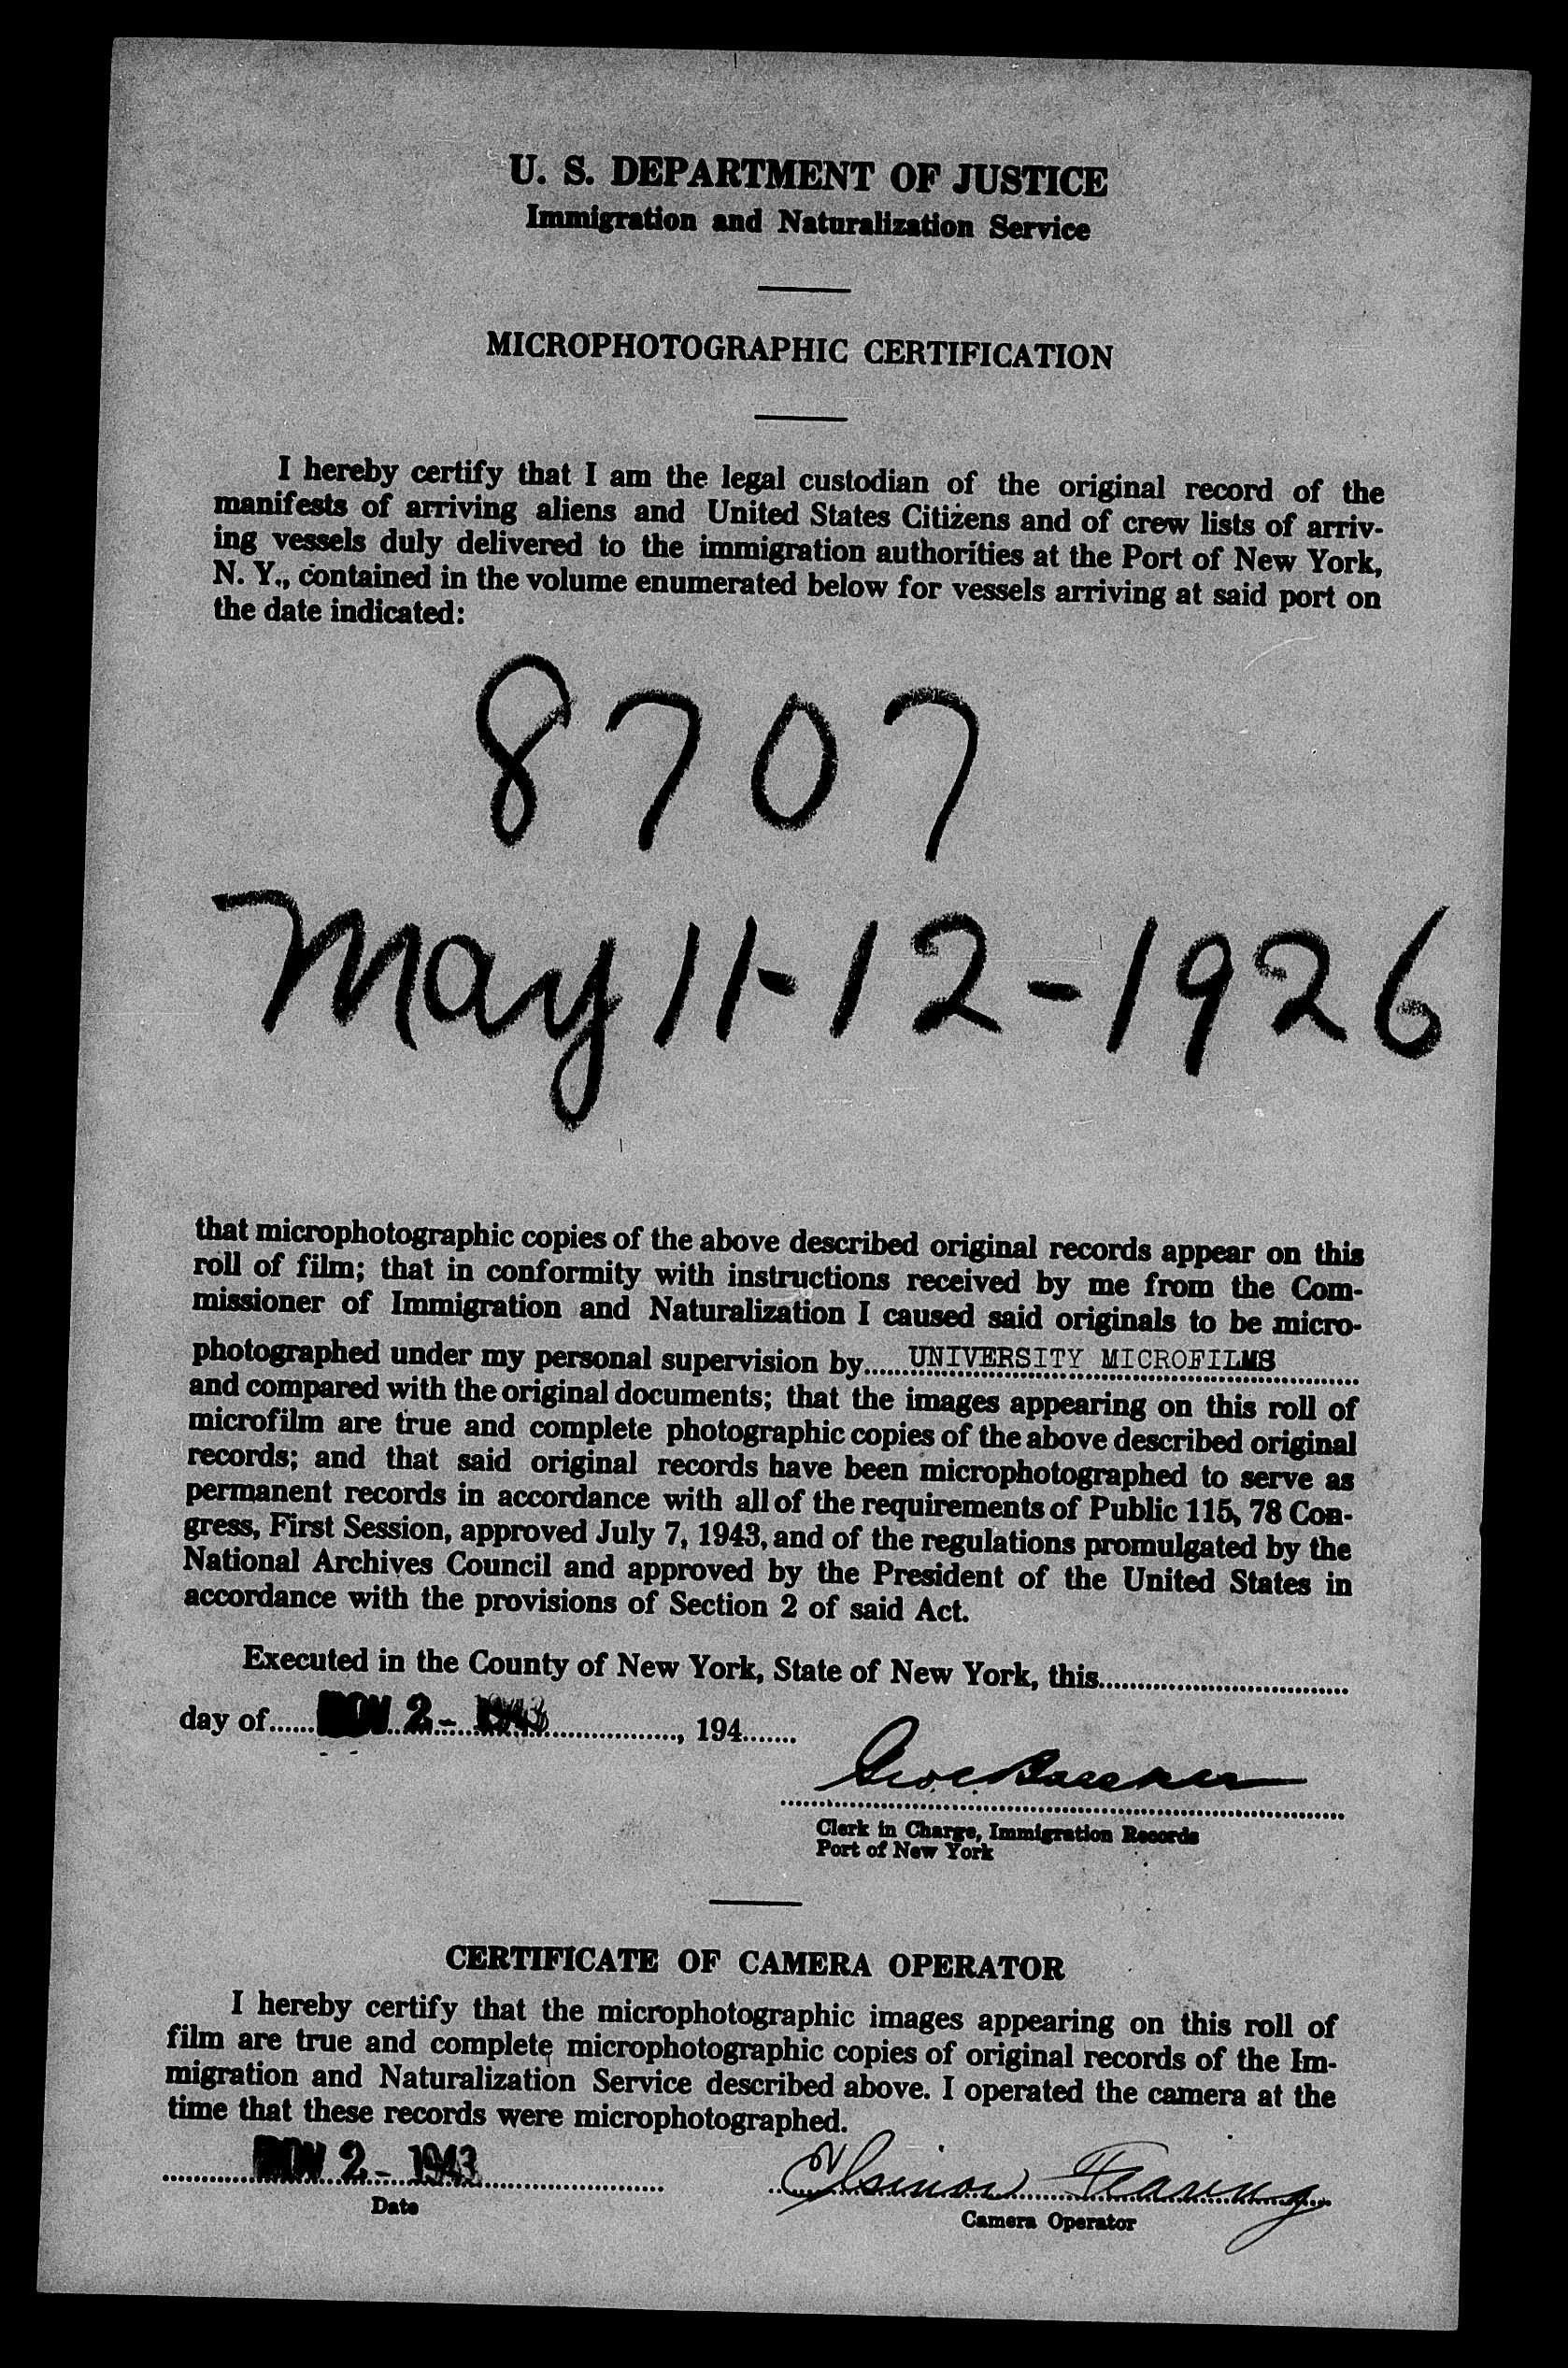 U. S. DEPARTMENT OF JUSTICE
Immigration and Naturalization Service
MICROPHOTOGRAPHIC CERTIFICATION
I hereby certify that I am the legal custodian of the original record of the
manifests of arriving aliens and United States Citizens and of crew lists of arriv-
ing vessels duly delivered to the immigration authorities at the Port of New York,
N. Y., contained in the volume enumerated below for vessels arriving at said port on
the date indicated:
8707
May 11-12-1926
that microphotographic copies of the above described original records appear on this
roll of film; that in conformity with instructions received by me from the Com-
missioner of Immigration and Naturalization I caused said originals to be micro-
photographed under my personal supervision by......UNIVERSITY MICROFILMS
and compared with the original documents; that the images appearing on this roll of
microfilm are true and complete photographic copies of the above described original
records; and that said original records have been microphotographed to serve as
permanent records in accordance with all of the requirements of Public 115, 78 Con-
gress, First Session, approved July 7, 1943, and of the regulations promulgated by the
National Archives Council and approved by the President of the United States in
accordance with the provisions of Section 2 of said Act.
Executed in the County of New York, State of New York, this
day of NOV 2 - 1943, 194
Clerk in Charge, Immigration Records
Port of New York
CERTIFICATE OF CAMERA OPERATOR
I hereby certify that the microphotographic images appearing on this roll of
film are true and complete microphotographic copies of original records of the Im-
migration and Naturalization Service described above. I operated the camera at the
time that these records were microphotographed.
NOV 2 - 1943
Date
Camera Operator